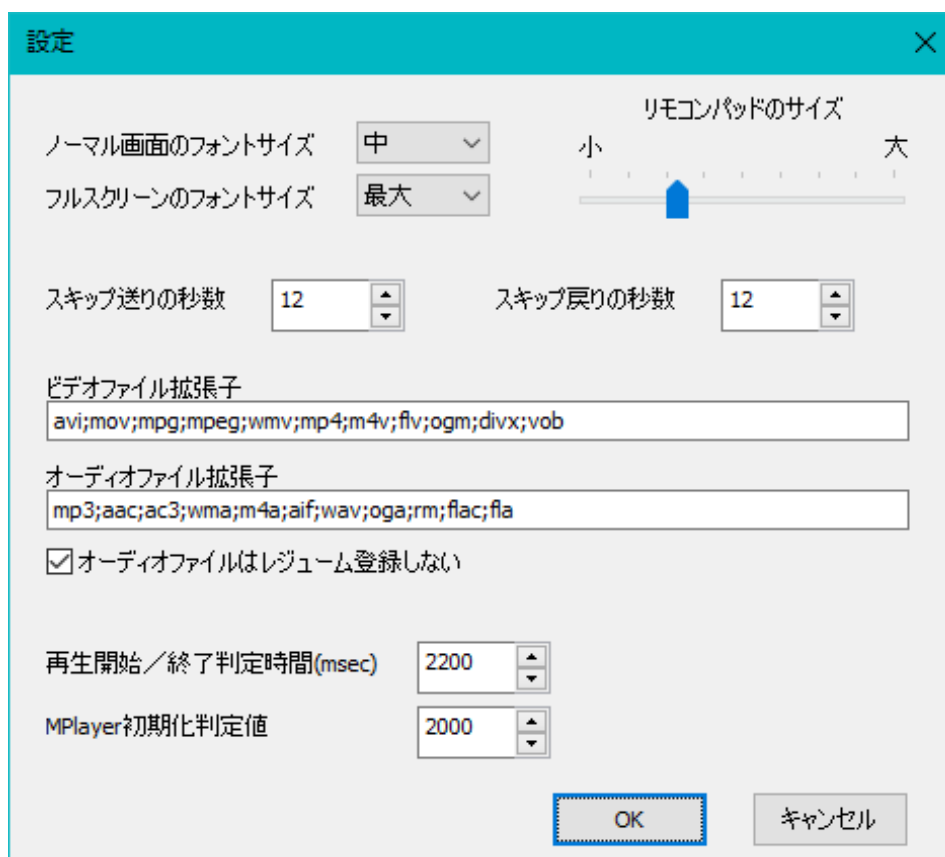 設定
リモコンパッドのサイズ
小 大
ノーマル画面のフォントサイズ 中
フルスクリーンのフォントサイズ 最大
スキップ送りの秒数 12 スキップ戻りの秒数 12
ビデオファイル拡張子
avi;mov;mpg;mpeg;wmv;mp4;m4v;flv;ogm;divx;vob
オーディオファイル拡張子
mp3;aac;ac3;wma;m4a;aif;wav;oga;rm;flac;fla
オーディオファイルはレジューム登録しない
再生開始/終了判定時間(msec) 2200
MPlayer初期化判定値 2000
OK キャンセル